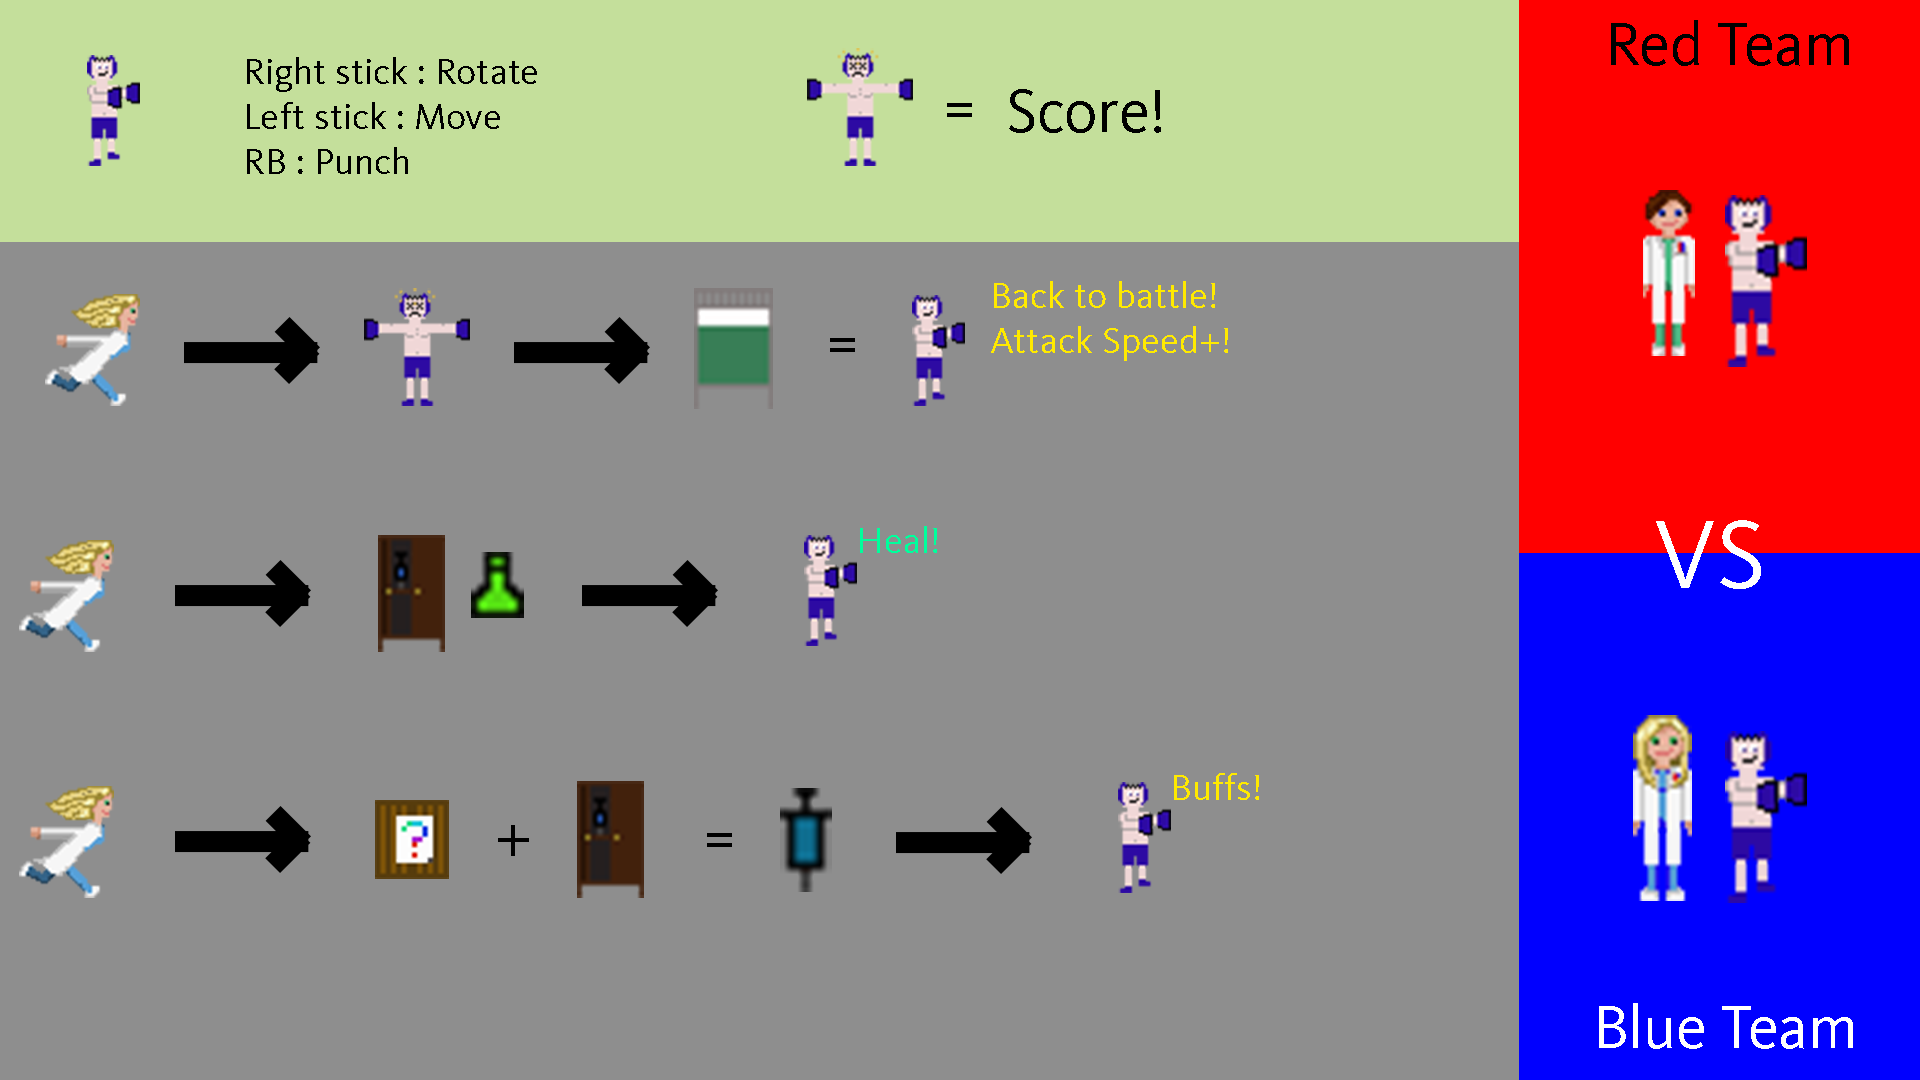 Right stick : Rotate
Left stick : Move
RB : Punch
= Score!
Red Team
= Back to battle!
Attack Speed+!
VS
Heal!
? + = Buffs!
Blue Team